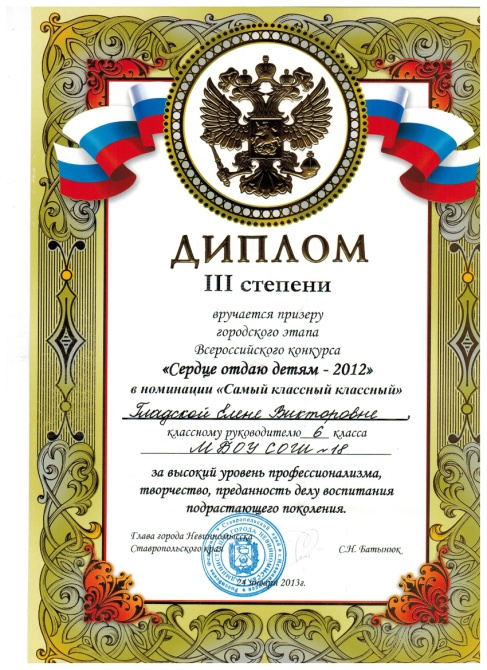 ДИПЛОМ
III степени
вручается призеру
городского этапа
Всероссийского конкурса
«Сердце отдаю детям - 2012»
в номинации «Самый классный классный»
Гладской Елене Викторовне,
классному руководителю 6 класса
МБОУ СОШ №18
за высокий уровень профессионализма,
творчество, преданность делу воспитания
подрастающего поколения.
Глава города Невинномысска
Ставропольского края
С.Н. Батынюк
24 января 2013г.